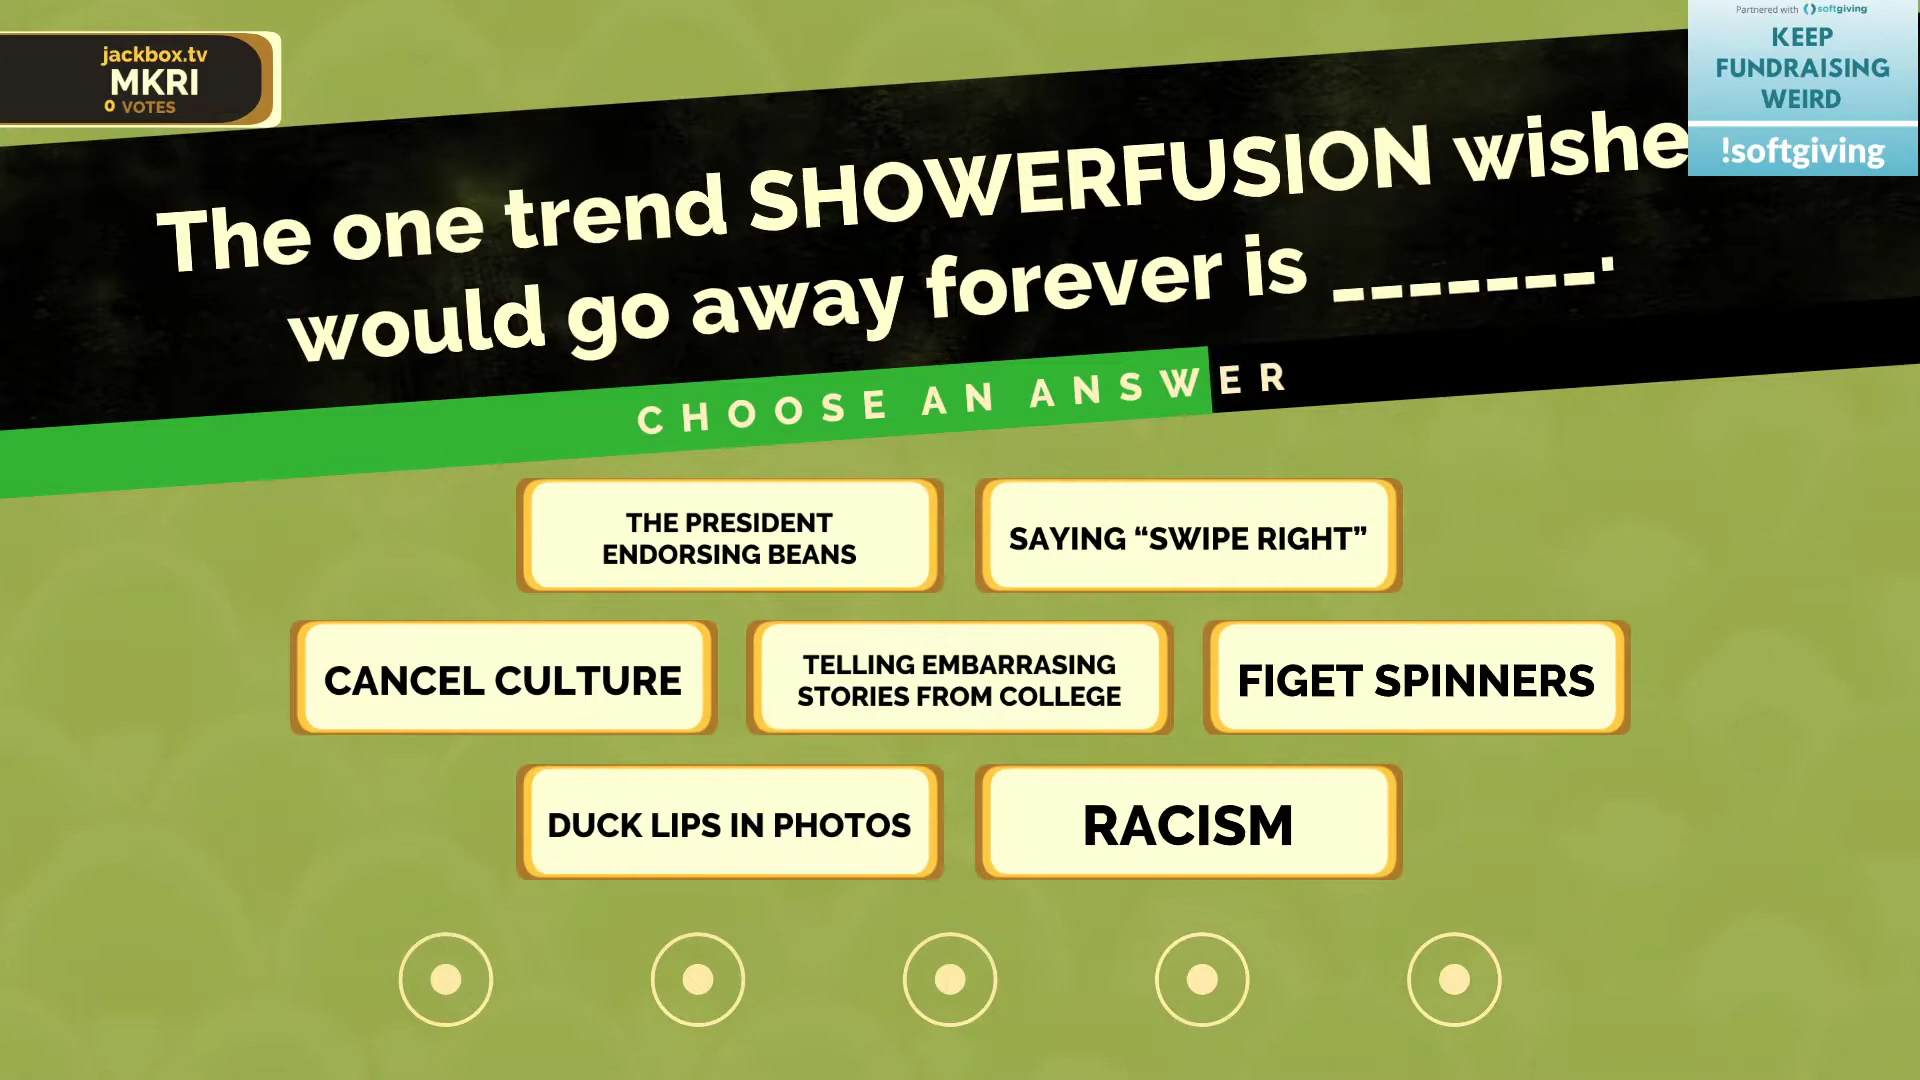 jackbox.tv
MKRI
0 VOTES
Partnered with softgiving
KEEP
FUNDRAISING
WEIRD
!softgiving
The one trend SHOWERFUSION wishe
would go away forever is _______.
CHOOSE AN ANSWER
THE PRESIDENT
ENDORSING BEANS
SAYING “SWIPE RIGHT”
CANCEL CULTURE
TELLING EMBARRASING
STORIES FROM COLLEGE
FIGET SPINNERS
DUCK LIPS IN PHOTOS
RACISM